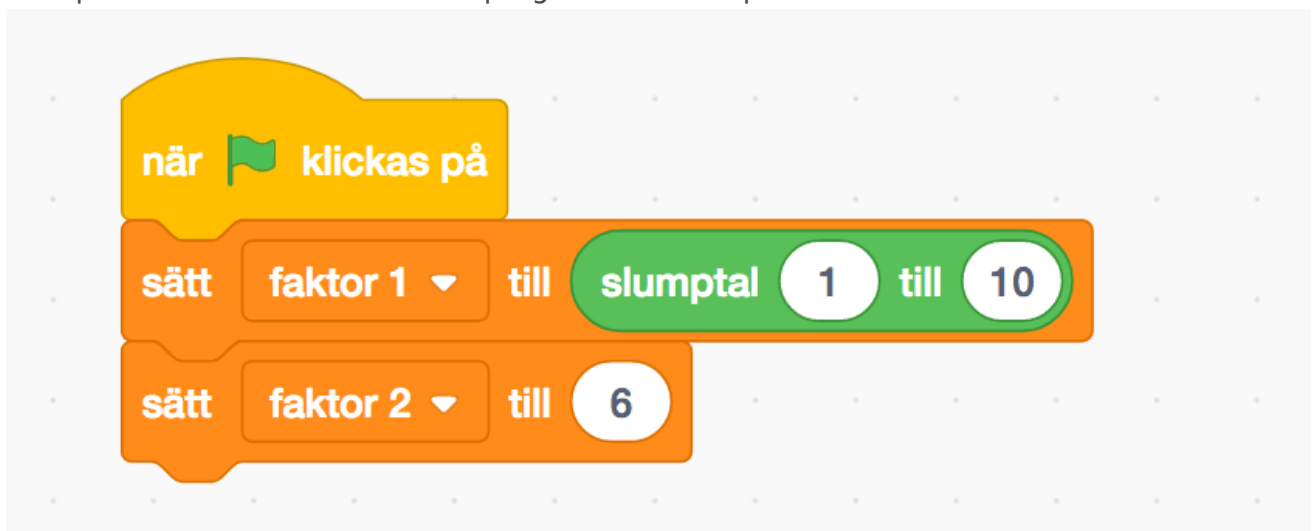 när klickas på
sätt faktor 1 till slumptal 1 till 10
sätt faktor 2 till 6